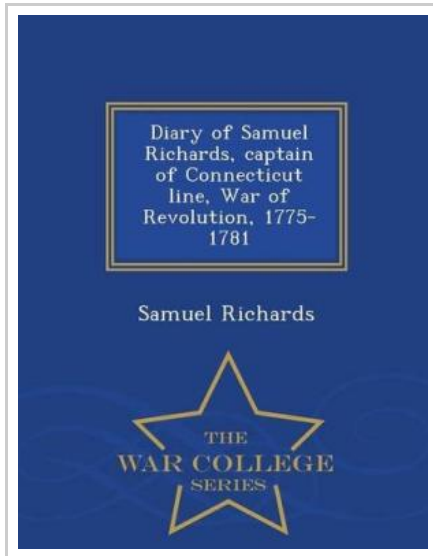 Diary of Samuel
Richards, captain
of Connecticut
line, War of
Revolution, 1775-
1781
Samuel Richards
THE
WAR COLLEGE
SERIES